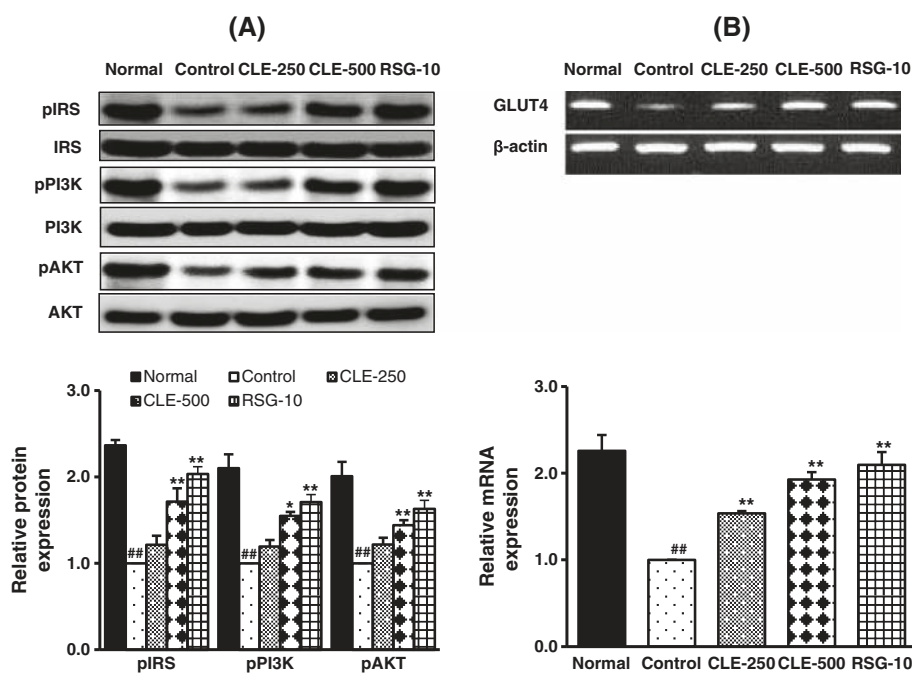 (A)
Normal Control CLE-250 CLE-500 RSG-10
pIRS
IRS
pPI3K
PI3K
pAKT
AKT
(B)
Normal Control CLE-250 CLE-500 RSG-10
GLUT4
β-actin
Normal Control CLE-250
CLE-500 RSG-10
Relative protein
expression
3.0
2.0
1.0
0.0
## ** **
## * **
## ** **
pIRS pPI3K pAKT
Relative mRNA
expression
3.0
2.0
1.0
0.0
## ** ** **
Normal Control CLE-250 CLE-500 RSG-10